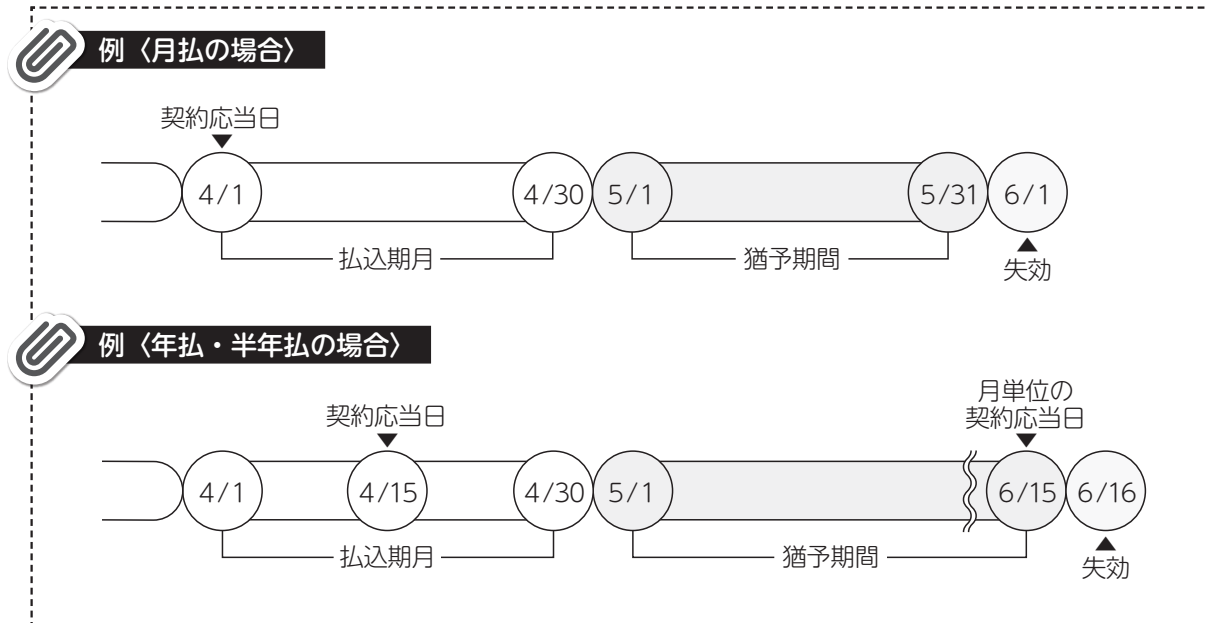 例〈月払の場合〉
契約応当日
4/1
4/30
5/1
5/31
6/1
払込期月
猶予期間
失効
例〈年払・半年払の場合〉
契約応当日
月単位の
契約応当日
4/1
4/15
4/30
5/1
6/15
6/16
払込期月
猶予期間
失効